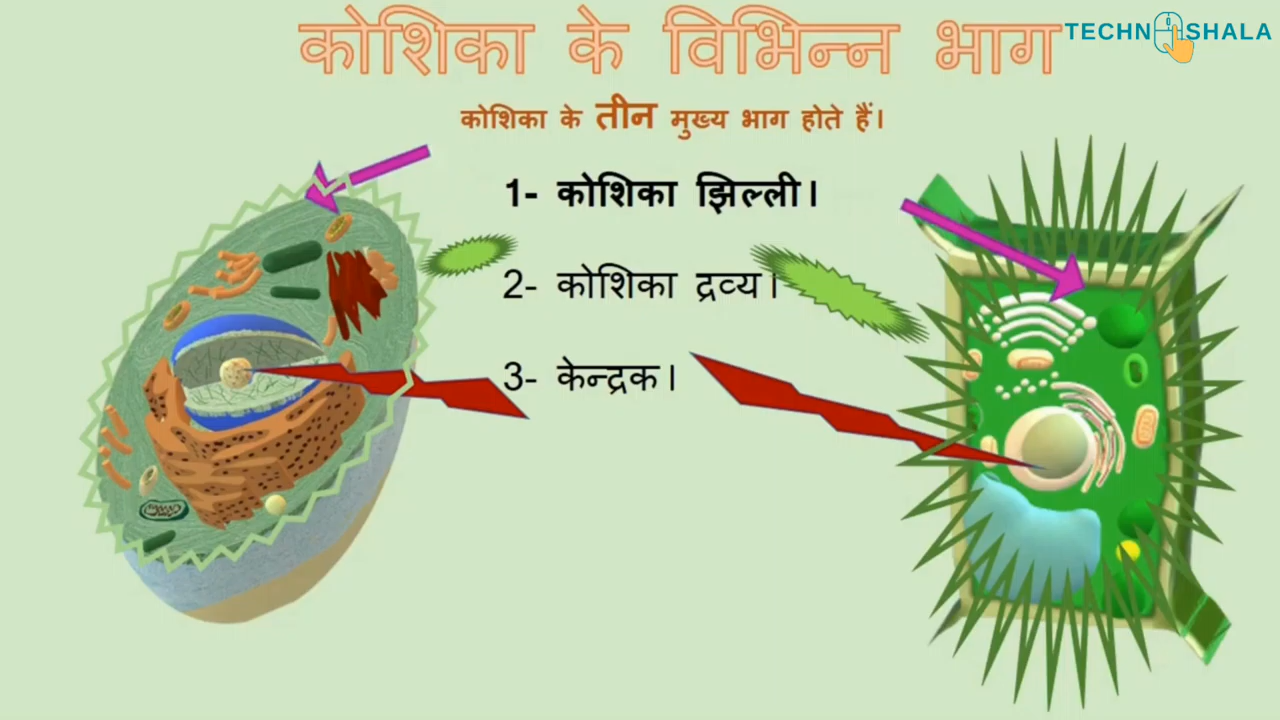 कोशिका के विभिन्न भाग
TECHNOSHALA
कोशिका के तीन मुख्य भाग होते हैं।
1- कोशिका झिल्ली।
2- कोशिका द्रव्य।
3- केन्द्रक।